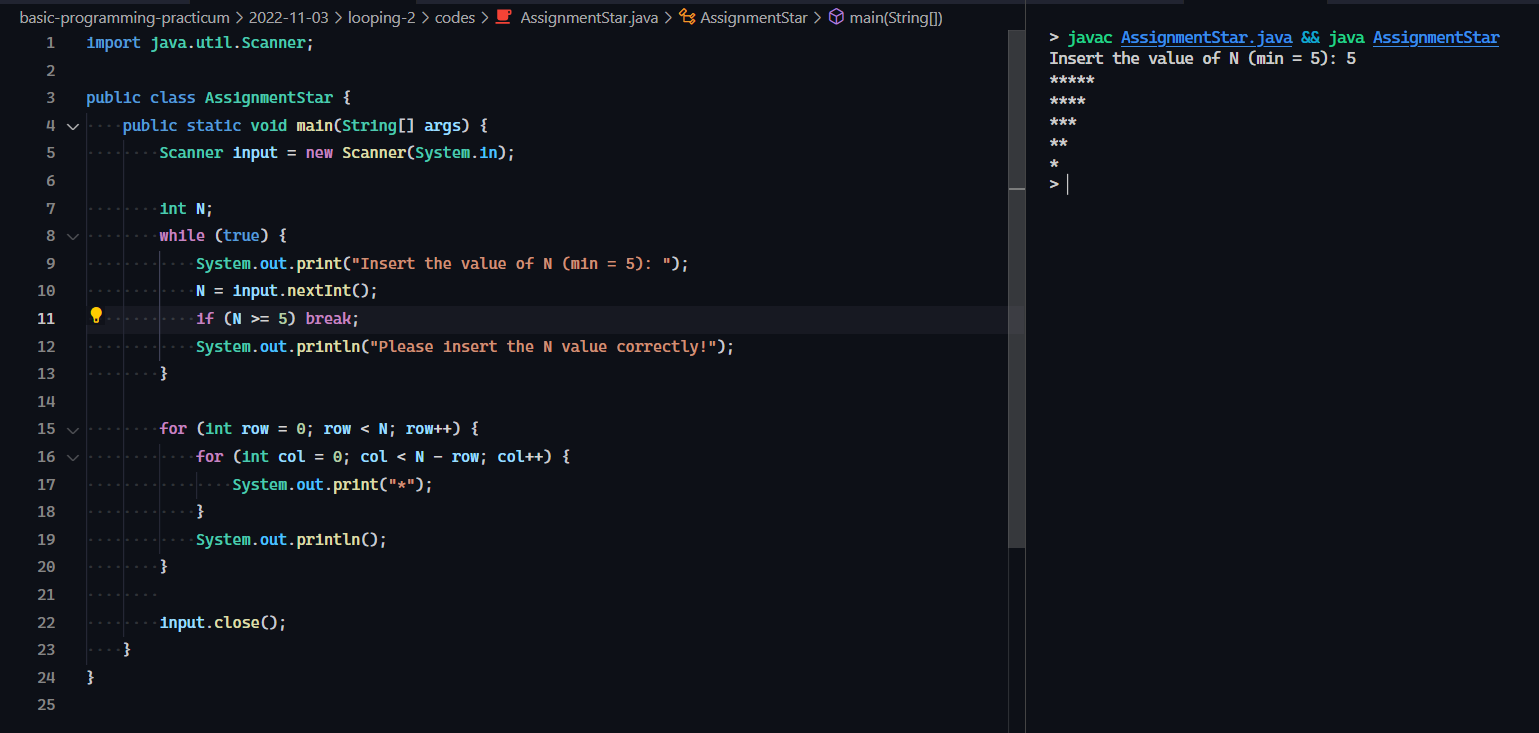 basic-programming-practicum > 2022-11-03 > looping-2 > codes > AssignmentStar.java > AssignmentStar > main(String[])
1 import java.util.Scanner;
2
3 public class AssignmentStar {
4     public static void main(String[] args) {
5         Scanner input = new Scanner(System.in);
6
7         int N;
8         while (true) {
9             System.out.print("Insert the value of N (min = 5): ");
10             N = input.nextInt();
11             if (N >= 5) break;
12             System.out.println("Please insert the N value correctly!");
13         }
14
15         for (int row = 0; row < N; row++) {
16             for (int col = 0; col < N - row; col++) {
17                 System.out.print("*");
18             }
19             System.out.println();
20         }
21
22         input.close();
23     }
24 }
25
> javac AssignmentStar.java && java AssignmentStar
Insert the value of N (min = 5): 5
*****
****
***
**
*
>